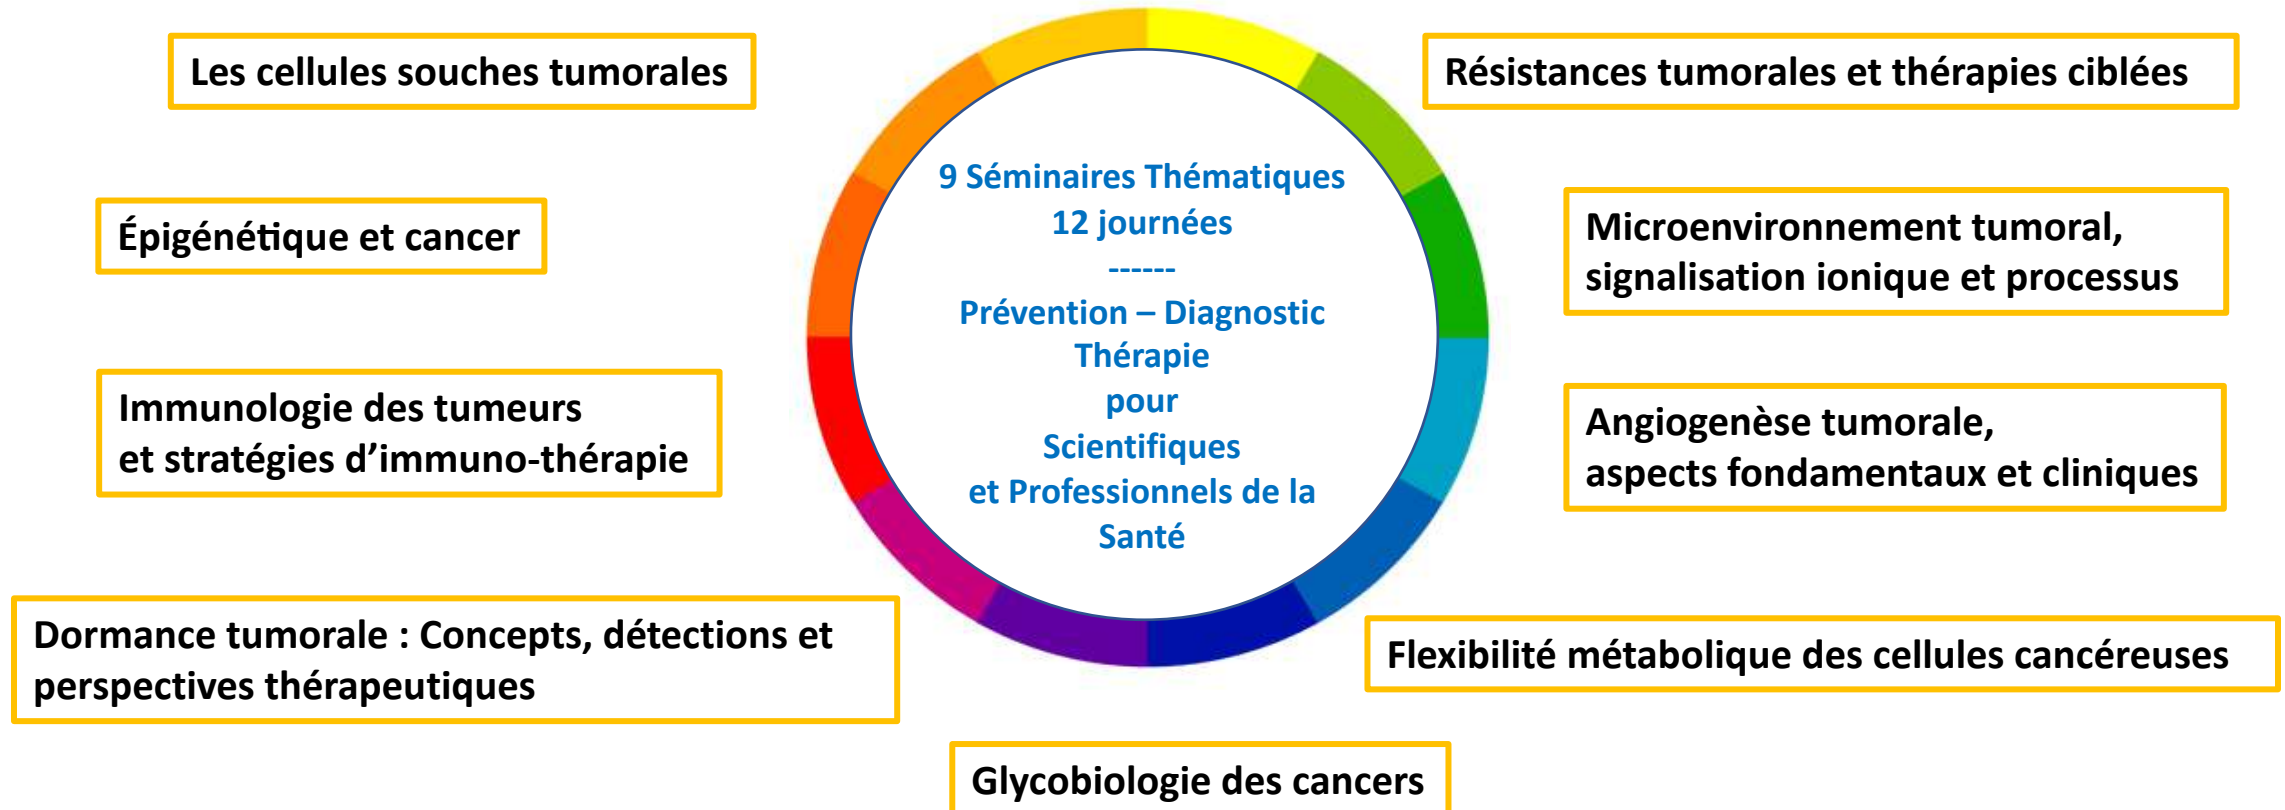 Les cellules souches tumorales
Épigénétique et cancer
Immunologie des tumeurs
et stratégies d’immuno-thérapie
Dormance tumorale : Concepts, détections et
perspectives thérapeutiques
9 Séminaires Thématiques
12 journées
------
Prévention – Diagnostic
Thérapie
pour
Scientifiques
et Professionnels de la
Santé
Résistances tumorales et thérapies ciblées
Microenvironnement tumoral,
signalisation ionique et processus
Angiogenèse tumorale,
aspects fondamentaux et cliniques
Flexibilité métabolique des cellules cancéreuses
Glycobiologie des cancers